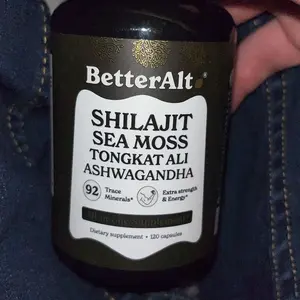 BetterAlt
SHILAJIT
SEA MOSS
TONGKAT ALI
ASHWAGANDHA
92 Trace Minerals*
Extra strength & Energy*
Dietary supplement • 120 capsules